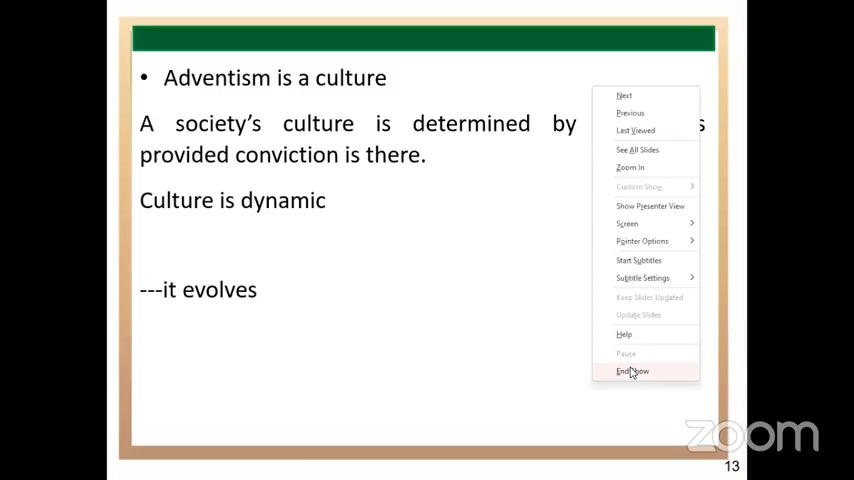 • Adventism is a culture
A society's culture is determined by
provided conviction is there.
Culture is dynamic
---it evolves
Next
Previous
Last Viewed
See All Slides
Zoom In
Custom Show
Show Presenter View
Screen
Pointer Options
Start Subtitles
Subtitle Settings
Keep Slides Updated
Update Slides
Help
Pause
End Show
zoom
13